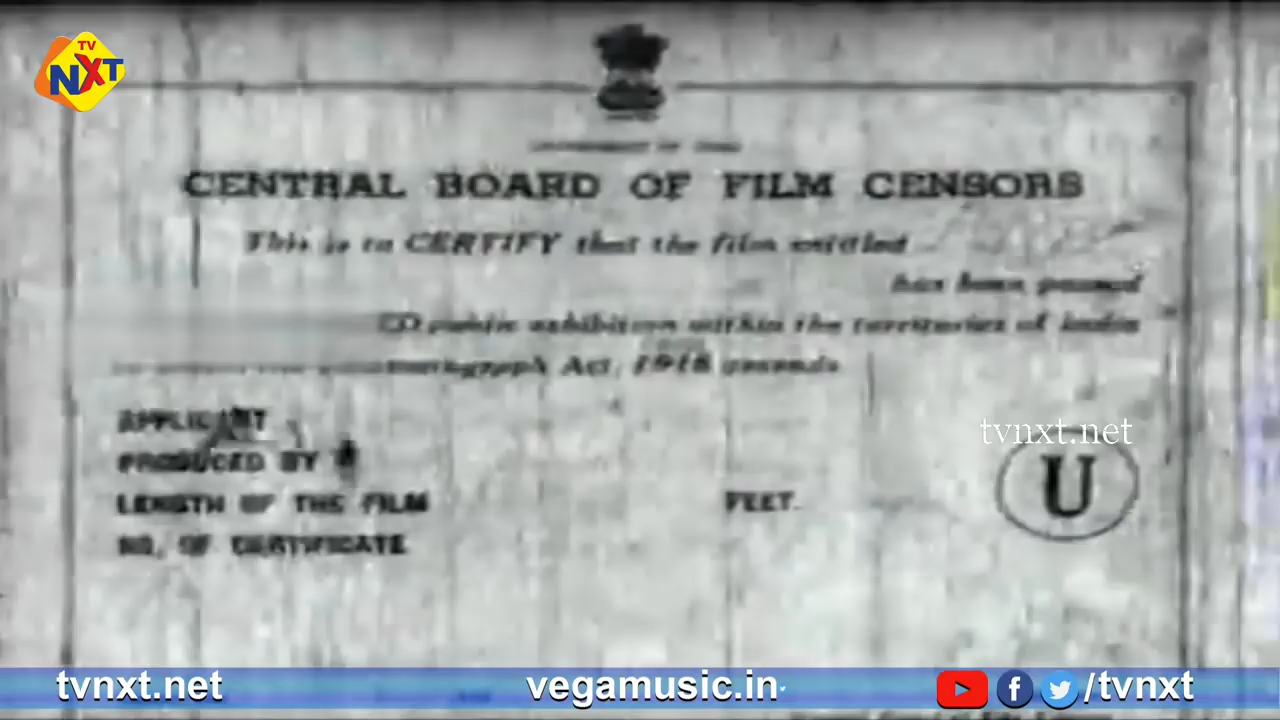 TV
NXT
CENTRAL BOARD OF FILM CENSORS
This is to CERTIFY that the film entitled
has been passed
ED public exhibition within the territories of India
matograph Act, 1918
APPLICANT
PRODUCED BY
LENGTH OF THE FILM FEET.
NO. OF CERTIFICATE
tvnxt.net
U
tvnxt.net vegamusic.in /tvnxt